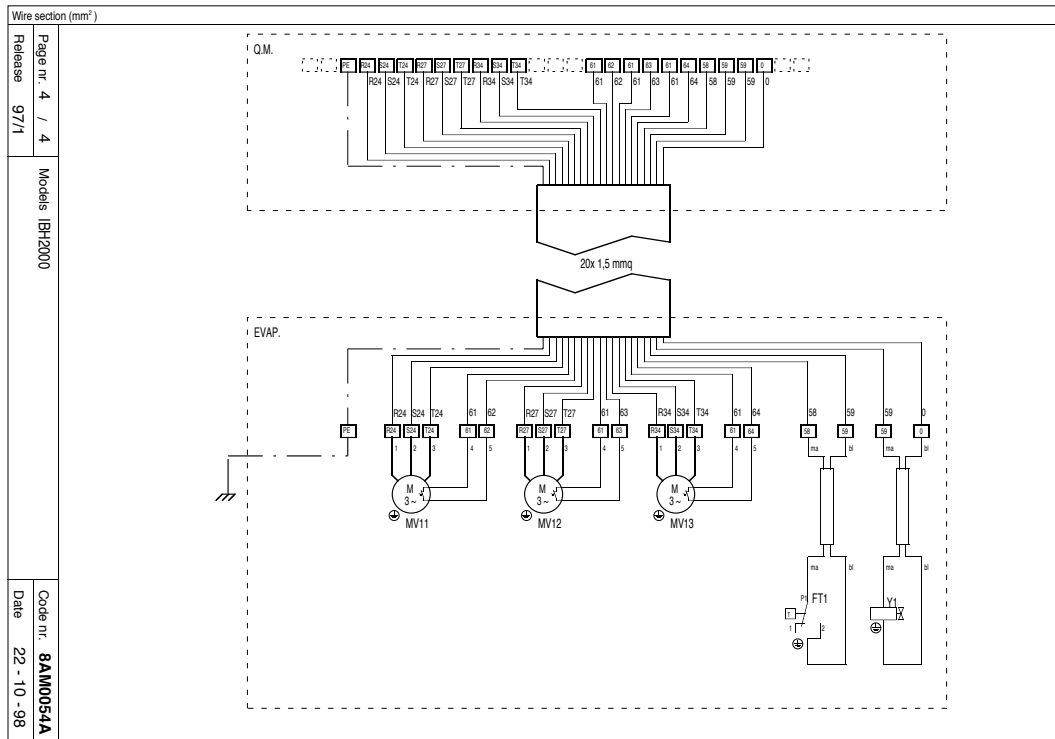 Wire section (mm²)
Page nr. 4 / 4
Release 97/1
Models IBH2000
Code nr. 8AM0054A
Date 22 - 10 - 98
Q.M.
PE R24 S24 T24 R27 S27 T27 R34 S34 T34 61 62 61 63 61 64 58 59 59 0
R24 S24 T24 R27 S27 T27 R34 S34 T34 61 62 61 63 61 64 58 59 59 0
20x 1,5 mmq
EVAP.
R24 S24 T24 61 62 R27 S27 T27 61 63 R34 S34 T34 61 64 58 59 59 0
PE R24 S24 T24 61 62 R27 S27 T27 61 63 R34 S34 T34 61 64 58 59 59 0
1 2 3 4 5 1 2 3 4 5 1 2 3 4 5 ma bl ma bl
M M M
3 ~ 3 ~ 3 ~
MV11 MV12 MV13
ma bl ma bl
P1 FT1 Y1
T
1 2